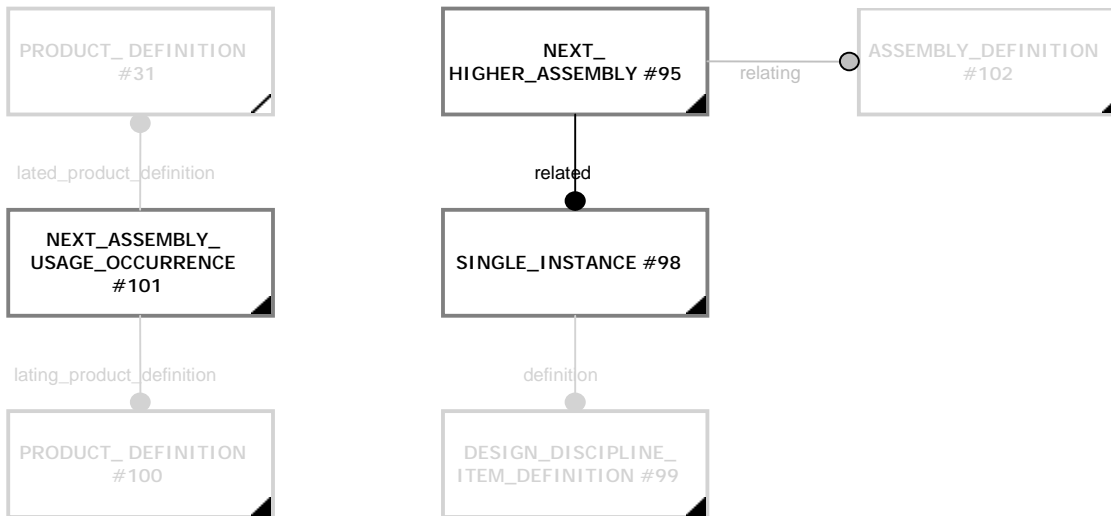 PRODUCT_ DEFINITION
#31
NEXT_
HIGHER_ASSEMBLY #95
relating
ASSEMBLY_DEFINITION
#102
lated_product_definition
related
NEXT_ASSEMBLY_
USAGE_OCCURRENCE
#101
SINGLE_INSTANCE #98
lating_product_definition
definition
PRODUCT_ DEFINITION
#100
DESIGN_DISCIPLINE_
ITEM_DEFINITION #99